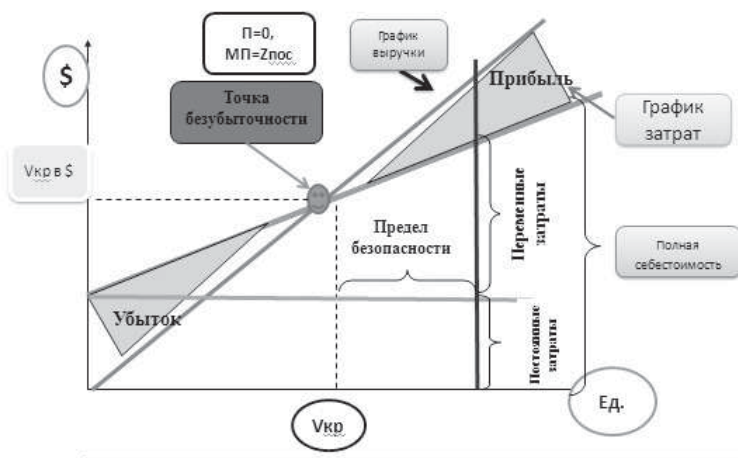 П=0,
МП=Zпос
График
выручки
$
Точка
безубыточности
Прибыль
График
затрат
Vкр в $
Предел
безопасности
Переменные
затраты
Полная
себестоимость
Убыток
Постоянные
затраты
Vкр
Ед.